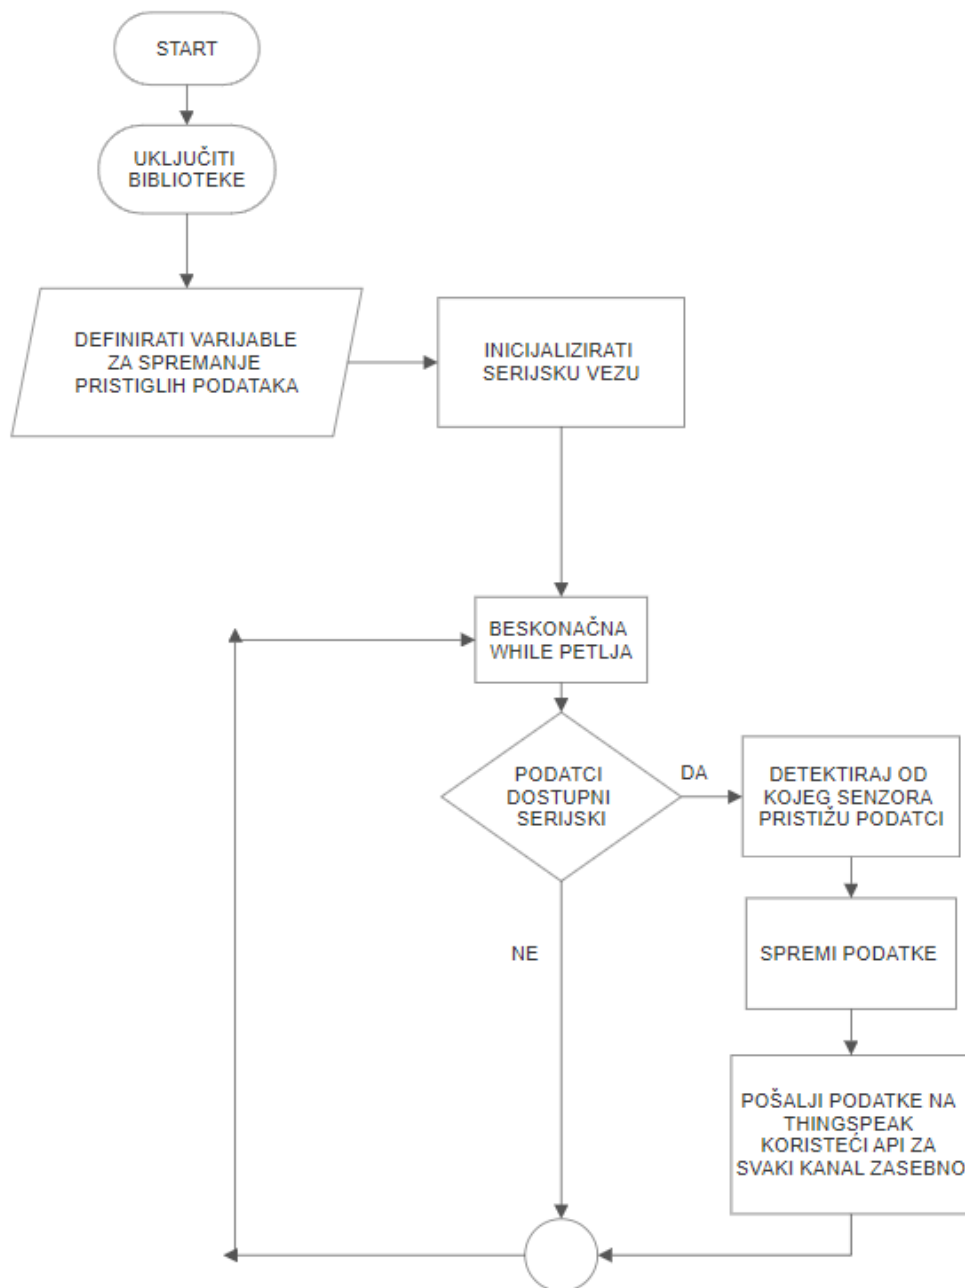 START
UKLJUČITI
BIBLIOTEKE
DEFINIRATI VARIJABLE
ZA SPREMANJE
PRISTIGLIH PODATAKA
INICIJALIZIRATI
SERIJSKU VEZU
BESKONAČNA
WHILE PETLJA
PODATCI
DOSTUPNI
SERIJSKI
DA
DETEKTIRAJ OD
KOJEG SENZORA
PRISTIŽU PODATCI
NE
SPREMI PODATKE
POŠALJI PODATKE NA
THINGSPEAK
KORISTEĆI API ZA
SVAKI KANAL ZASEBNO